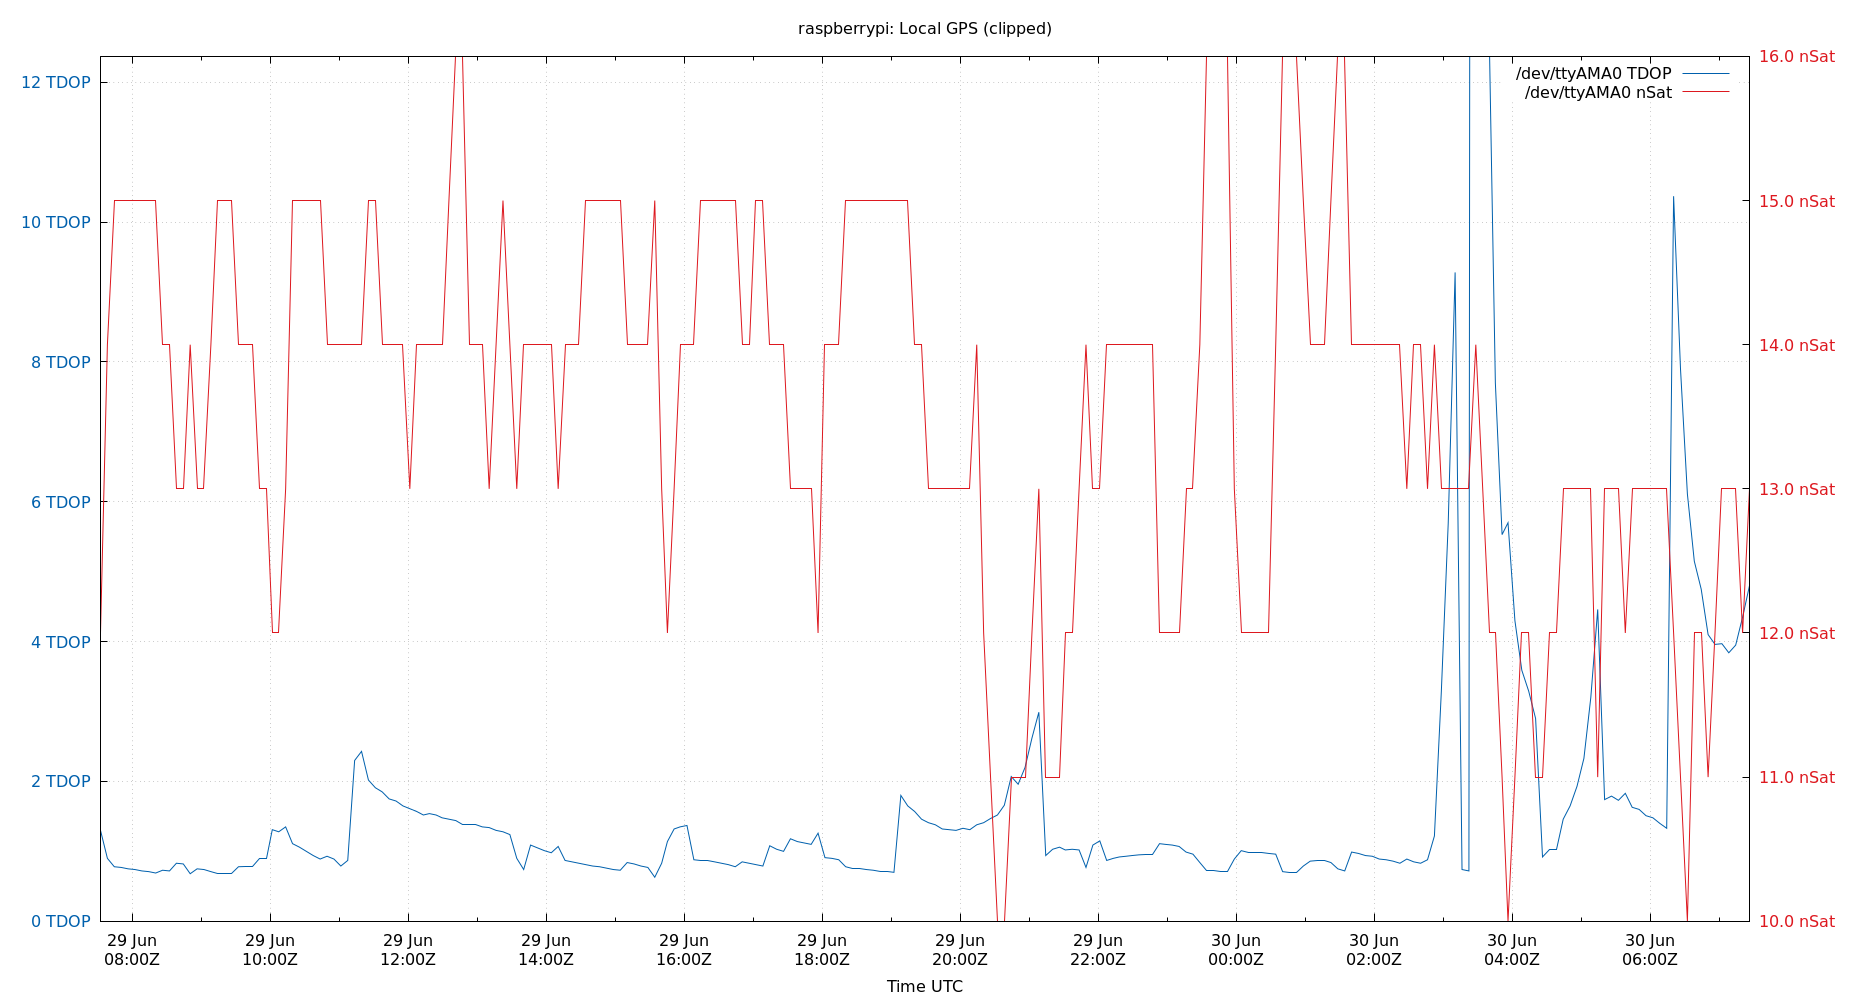 raspberrypi: Local GPS (clipped)
/dev/ttyAMA0 TDOP
/dev/ttyAMA0 nSat
12 TDOP
10 TDOP
8 TDOP
6 TDOP
4 TDOP
2 TDOP
0 TDOP
16.0 nSat
15.0 nSat
14.0 nSat
13.0 nSat
12.0 nSat
11.0 nSat
10.0 nSat
29 Jun 29 Jun 29 Jun 29 Jun 29 Jun 29 Jun 29 Jun 29 Jun 30 Jun 30 Jun 30 Jun 30 Jun
08:00Z 10:00Z 12:00Z 14:00Z 16:00Z 18:00Z 20:00Z 22:00Z 00:00Z 02:00Z 04:00Z 06:00Z
Time UTC